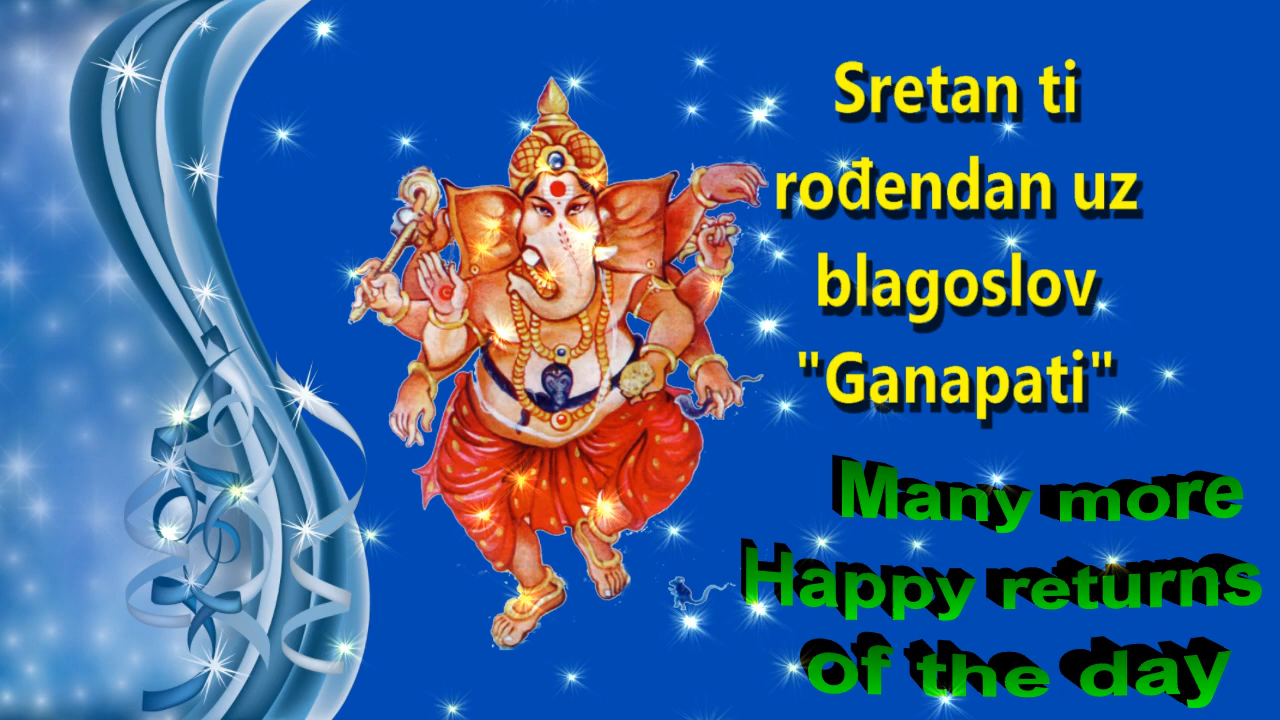 Sretan ti
rođendan uz
blagoslov
"Ganapati"
Many more
Happy returns
of the day